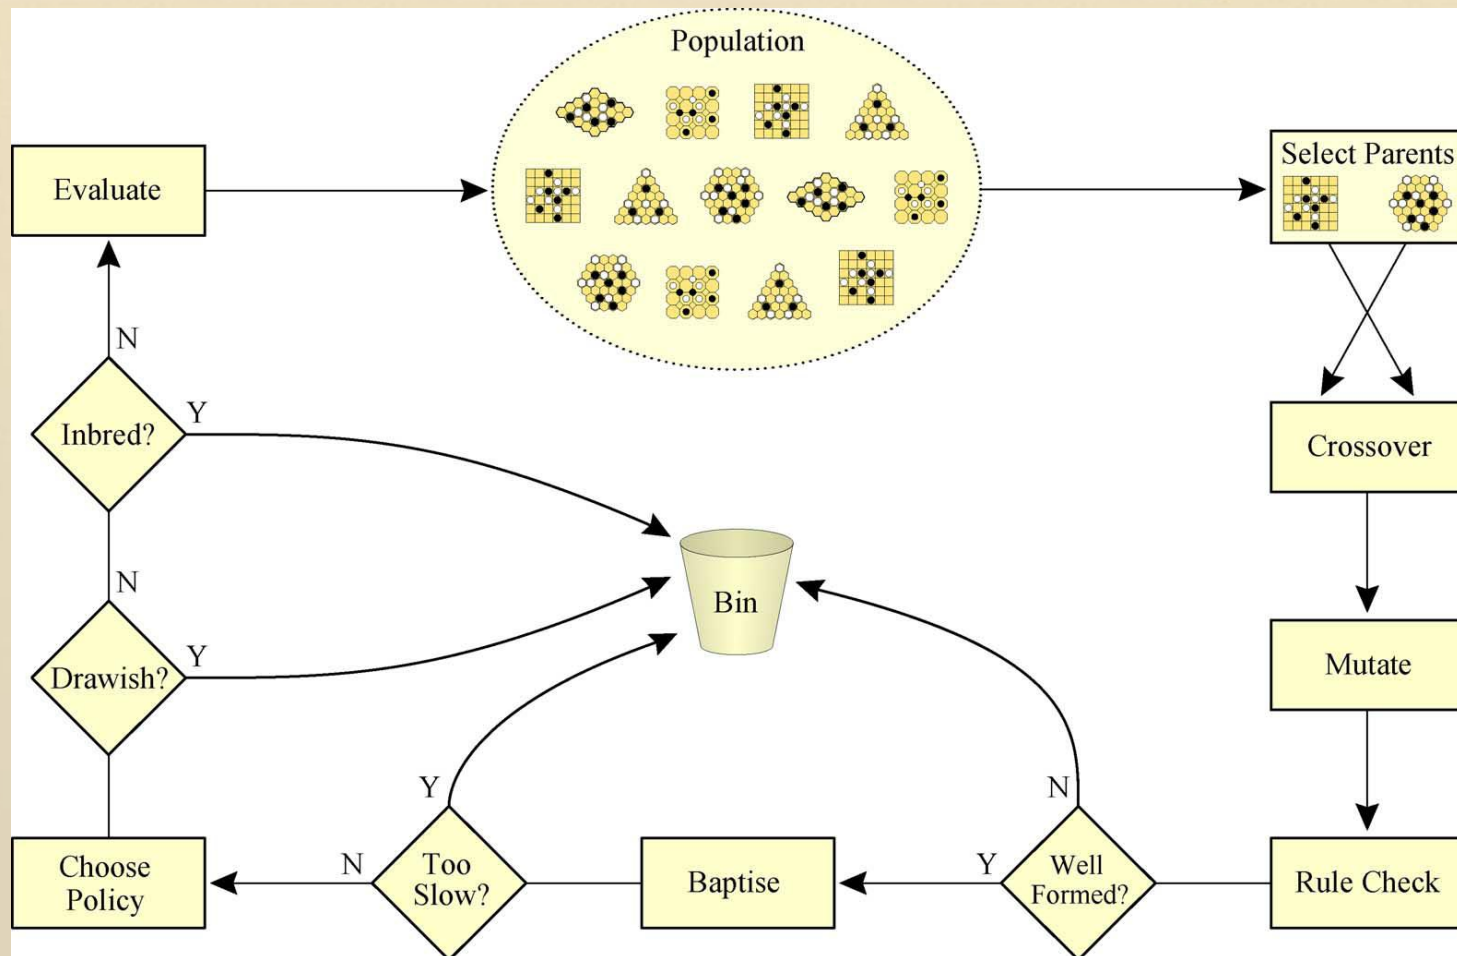 Population
Evaluate
Select Parents
N
Inbred?
Y
Crossover
Bin
N
Drawish?
Y
Mutate
Y
N
Choose
Policy
N
Too
Slow?
Baptise
Y
Well
Formed?
Rule Check